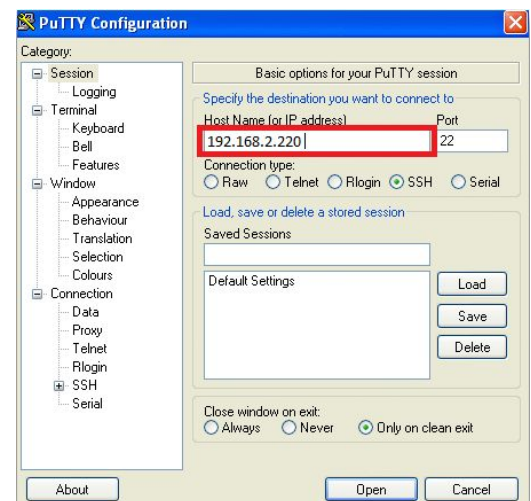 PuTTY Configuration
Category:
Session
Logging
Terminal
Keyboard
Bell
Features
Window
Appearance
Behaviour
Translation
Selection
Colours
Connection
Data
Proxy
Telnet
Rlogin
SSH
Serial
Basic options for your PuTTY session
Specify the destination you want to connect to
Host Name (or IP address) Port
192.168.2.220 22
Connection type:
Raw Telnet Rlogin SSH Serial
Load, save or delete a stored session
Saved Sessions
Default Settings
Load
Save
Delete
Close window on exit:
Always Never Only on clean exit
About Open Cancel